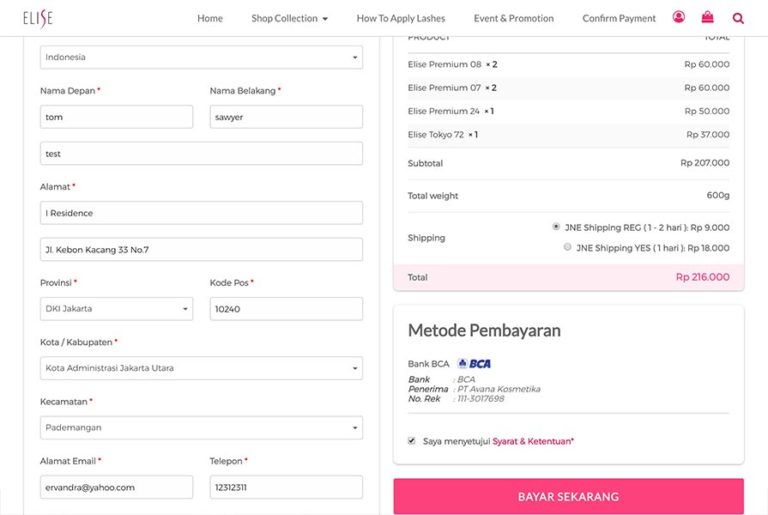 ELISE
Home Shop Collection How To Apply Lashes Event & Promotion Confirm Payment
Indonesia
Nama Depan * Nama Belakang *
tom sawyer
test
Alamat *
I Residence
Jl. Kebon Kacang 33 No.7
Provinsi * Kode Pos *
DKI Jakarta 10240
Kota / Kabupaten *
Kota Administrasi Jakarta Utara
Kecamatan *
Pademangan
Alamat Email * Telepon *
ervandra@yahoo.com 12312311
PRODUCT TOTAL
Elise Premium 08 × 2 Rp 60.000
Elise Premium 07 × 2 Rp 60.000
Elise Premium 24 × 1 Rp 50.000
Elise Tokyo 72 × 1 Rp 37.000
Subtotal Rp 207.000
Total weight 600g
Shipping
JNE Shipping REG ( 1 - 2 hari ): Rp 9.000
JNE Shipping YES ( 1 hari ): Rp 18.000
Total Rp 216.000
Metode Pembayaran
Bank BCA BCA
Bank : BCA
Penerima : PT Avana Kosmetika
No. Rek : 111-3017698
Saya menyetujui Syarat & Ketentuan*
BAYAR SEKARANG